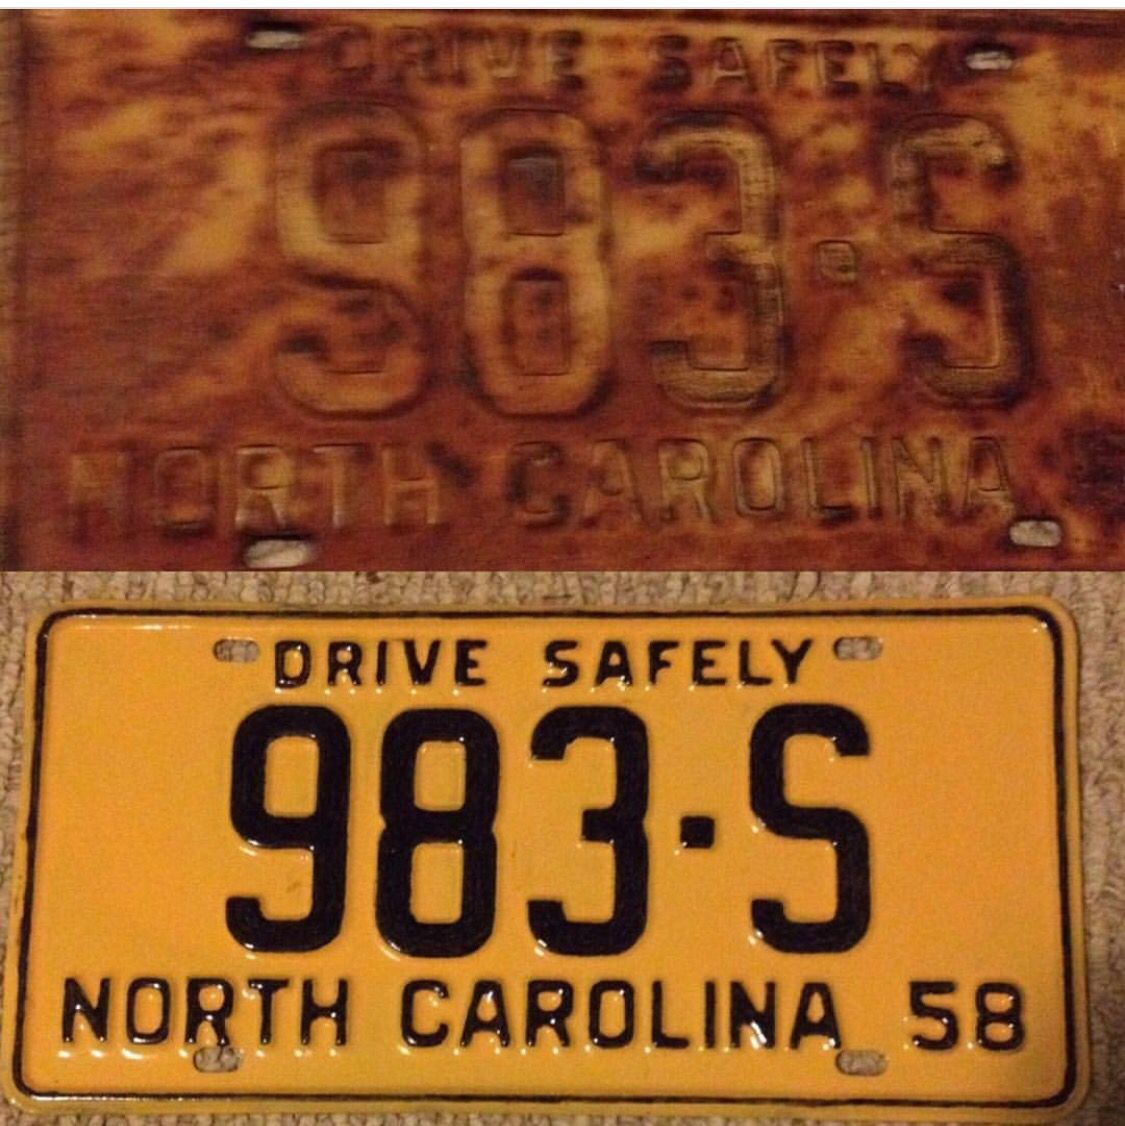 DRIVE SAFELY
983·S
NORTH CAROLINA
DRIVE SAFELY
983·S
NORTH CAROLINA 58